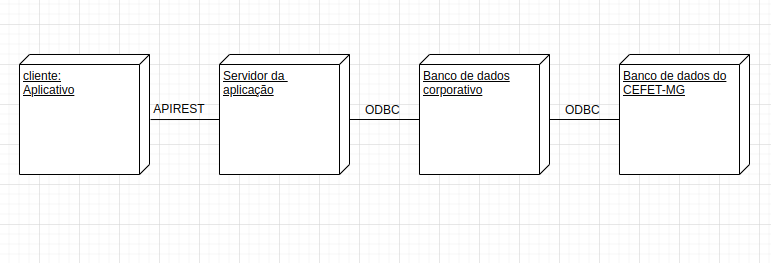 cliente:
Aplicativo
APIREST
Servidor da
aplicação
ODBC
Banco de dados
corporativo
ODBC
Banco de dados do
CEFET-MG